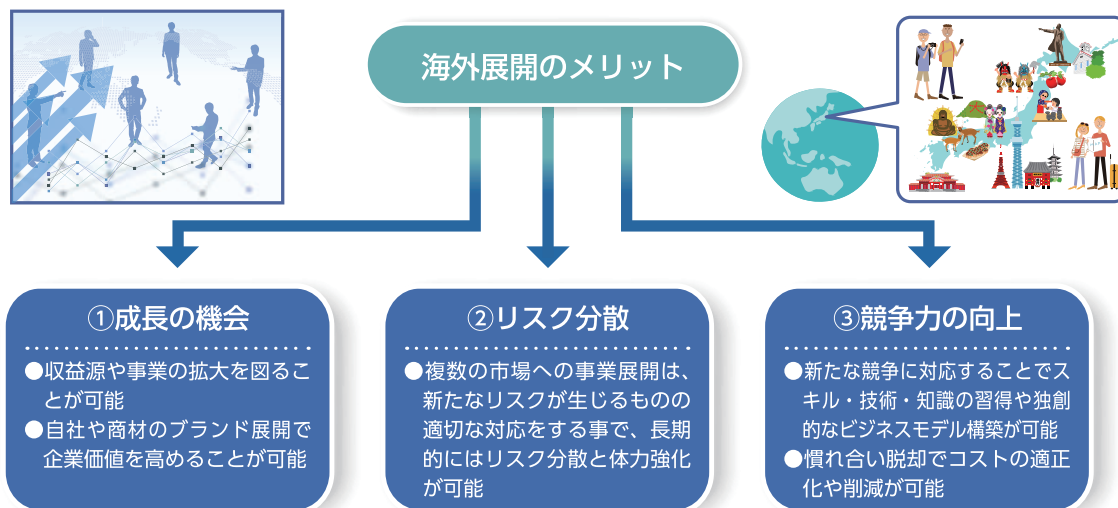 海外展開のメリット
①成長の機会
●収益源や事業の拡大を図るこ
とが可能
●自社や商材のブランド展開で
企業価値を高めることが可能
②リスク分散
●複数の市場への事業展開は、
新たなリスクが生じるものの
適切な対応をする事で、長期
的にはリスク分散と体力強化
が可能
③競争力の向上
●新たな競争に対応することでス
キル・技術・知識の習得や独創
的なビジネスモデル構築が可能
●慣れ合い脱却でコストの適正
化や削減が可能